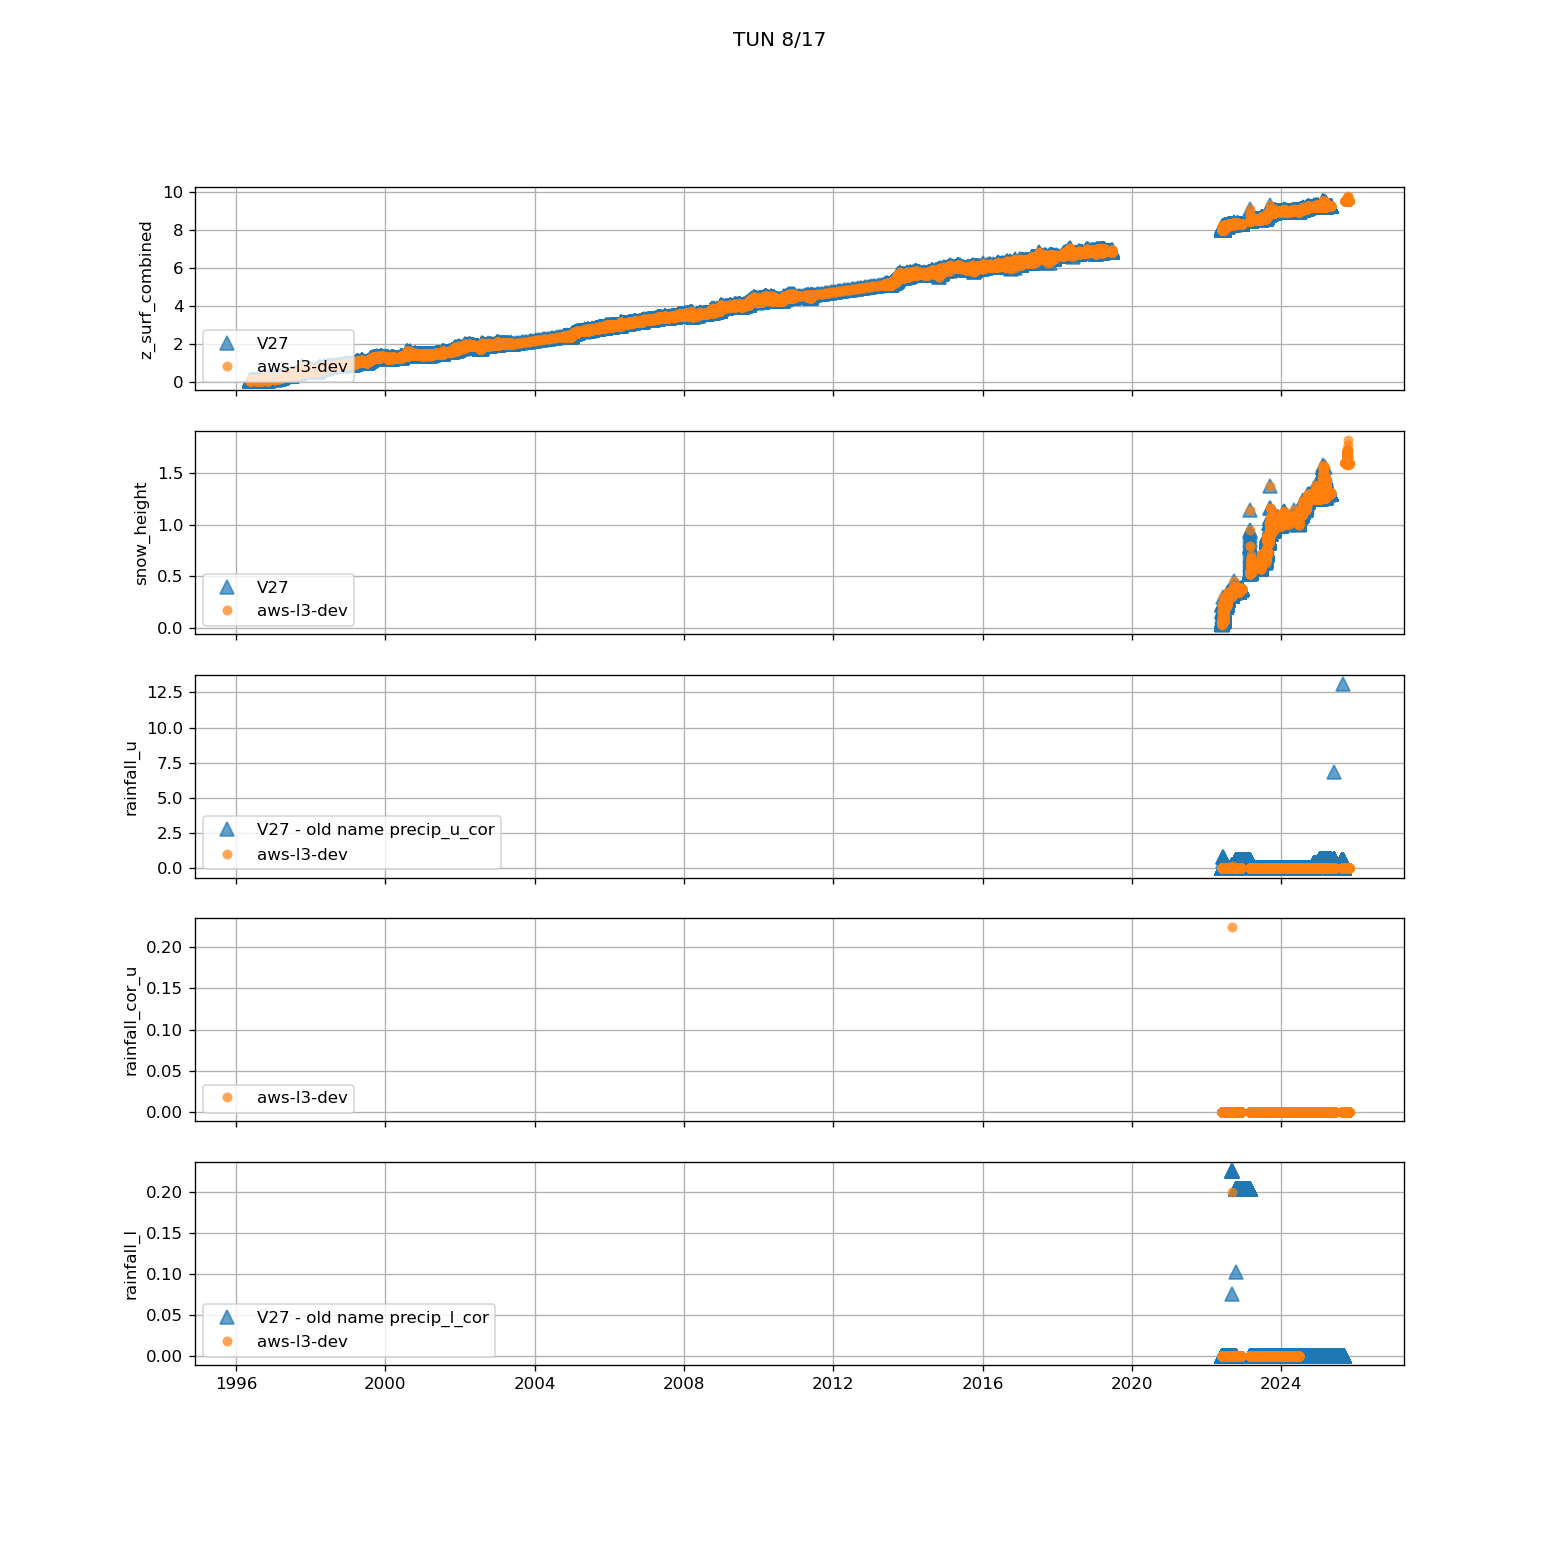 TUN 8/17
z_surf_combined
10
8
6
4
2
0
V27
aws-l3-dev
snow_height
1.5
1.0
0.5
0.0
V27
aws-l3-dev
rainfall_u
12.5
10.0
7.5
5.0
2.5
0.0
V27 - old name precip_u_cor
aws-l3-dev
rainfall_cor_u
0.20
0.15
0.10
0.05
0.00
aws-l3-dev
rainfall_l
0.20
0.15
0.10
0.05
0.00
V27 - old name precip_l_cor
aws-l3-dev
1996 2000 2004 2008 2012 2016 2020 2024